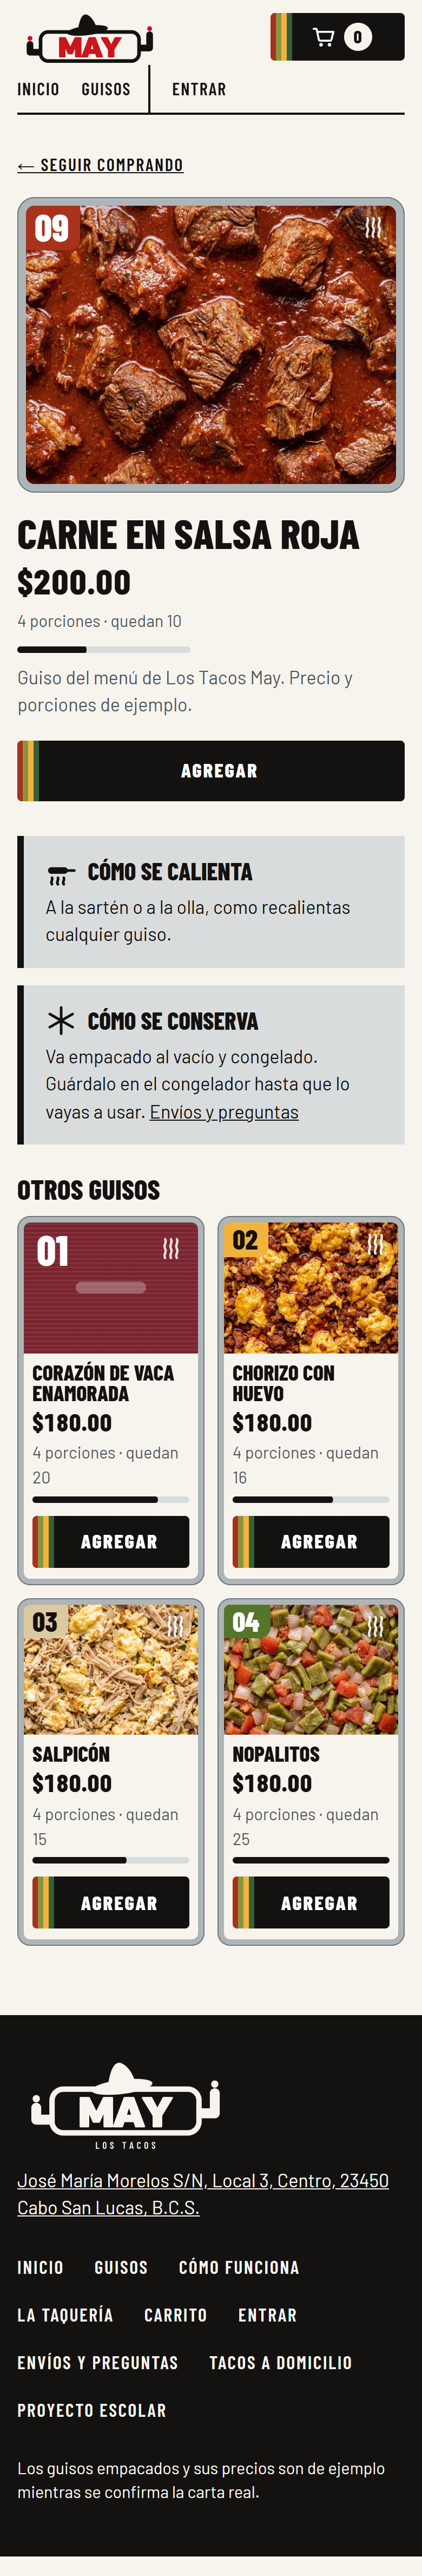 MAY
0
INICIO GUISOS ENTRAR
← SEGUIR COMPRANDO
09
CARNE EN SALSA ROJA
$200.00
4 porciones · quedan 10
Guiso del menú de Los Tacos May. Precio y
porciones de ejemplo.
AGREGAR
CÓMO SE CALIENTA
A la sartén o a la olla, como recalientas
cualquier guiso.
CÓMO SE CONSERVA
Va empacado al vacío y congelado.
Guárdalo en el congelador hasta que lo
vayas a usar. Envíos y preguntas
OTROS GUISOS
01
CORAZÓN DE VACA
ENAMORADA
$180.00
4 porciones · quedan
20
AGREGAR
02
CHORIZO CON
HUEVO
$180.00
4 porciones · quedan
16
AGREGAR
03
SALPICÓN
$180.00
4 porciones · quedan
15
AGREGAR
04
NOPALITOS
$180.00
4 porciones · quedan
25
AGREGAR
MAY
LOS TACOS
José María Morelos S/N, Local 3, Centro, 23450
Cabo San Lucas, B.C.S.
INICIO GUISOS CÓMO FUNCIONA
LA TAQUERÍA CARRITO ENTRAR
ENVÍOS Y PREGUNTAS TACOS A DOMICILIO
PROYECTO ESCOLAR
Los guisos empacados y sus precios son de ejemplo
mientras se confirma la carta real.